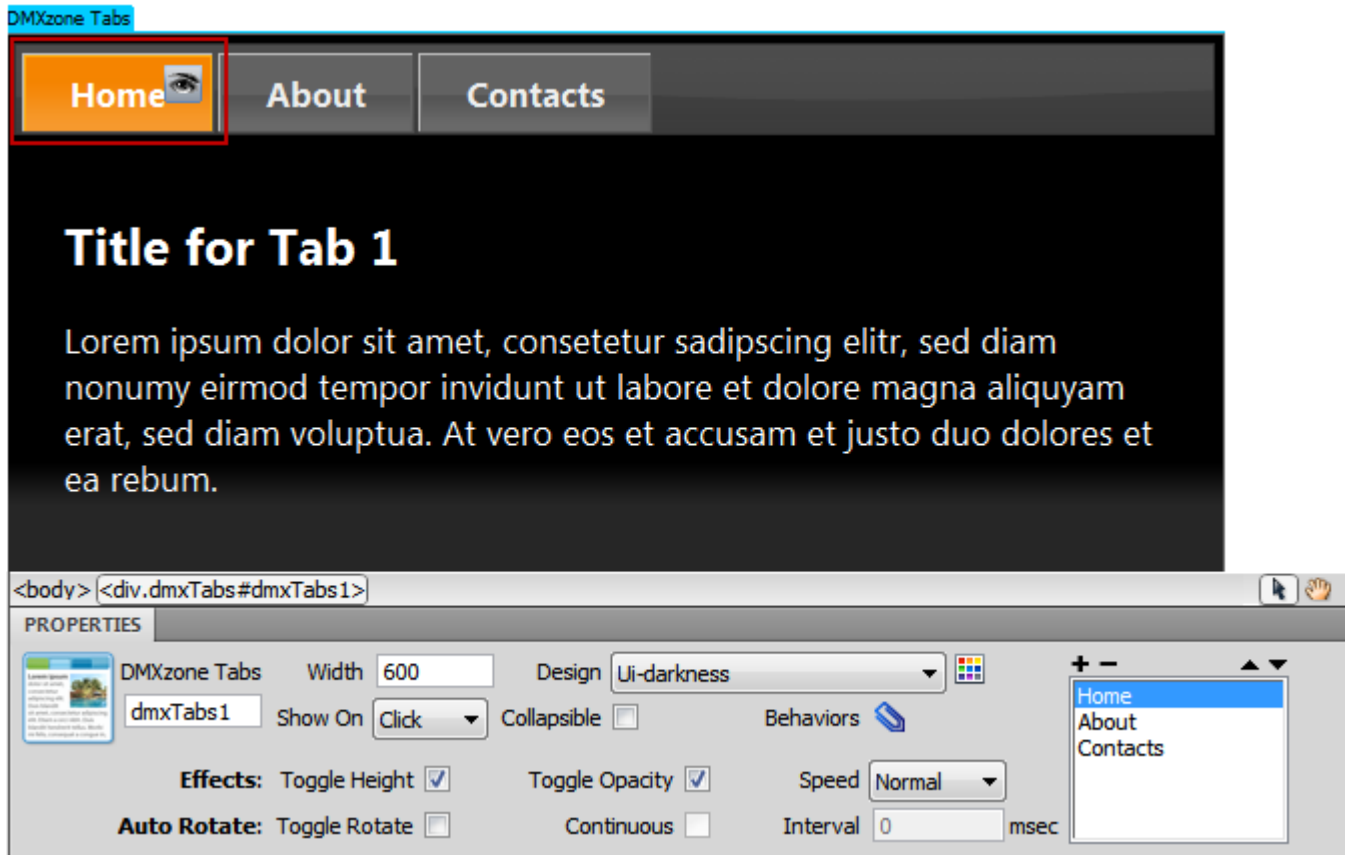 DMXzone Tabs
Home About Contacts
Title for Tab 1
Lorem ipsum dolor sit amet, consetetur sadipscing elitr, sed diam
nonumy eirmod tempor invidunt ut labore et dolore magna aliquyam
erat, sed diam voluptua. At vero eos et accusam et justo duo dolores et
ea rebum.
<body> <div.dmxTabs#dmxTabs1>
PROPERTIES
DMXzone Tabs Width 600 Design Ui-darkness + −
dmxTabs1 Show On Click Collapsible Behaviors
Home
About
Contacts
Effects: Toggle Height Toggle Opacity Speed Normal
Auto Rotate: Toggle Rotate Continuous Interval 0 msec